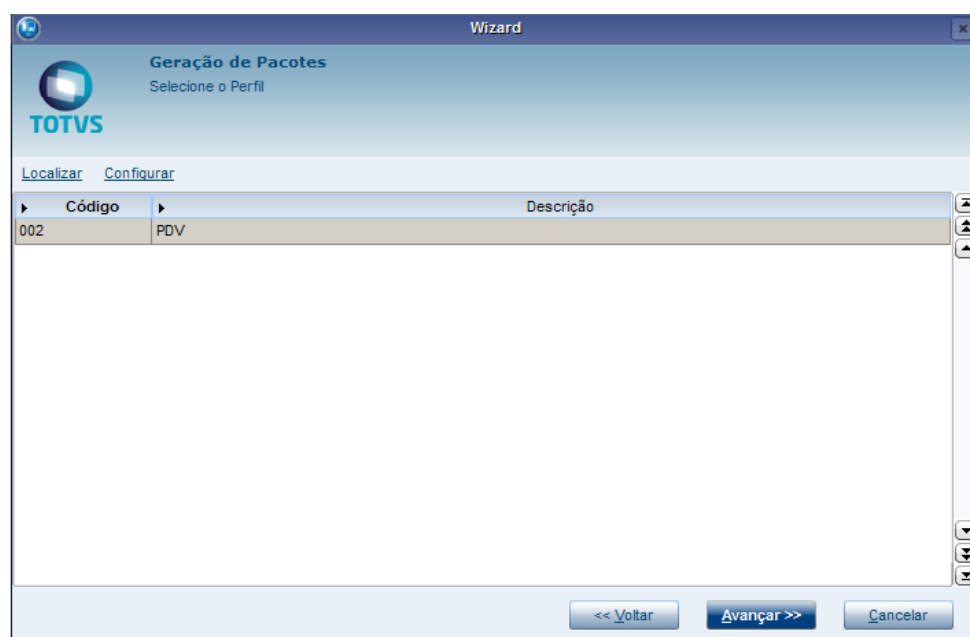 Wizard
Geração de Pacotes
Selecione o Perfil
TOTVS
Localizar Configurar
Código Descrição
002 PDV
<< Voltar Avançar >> Cancelar